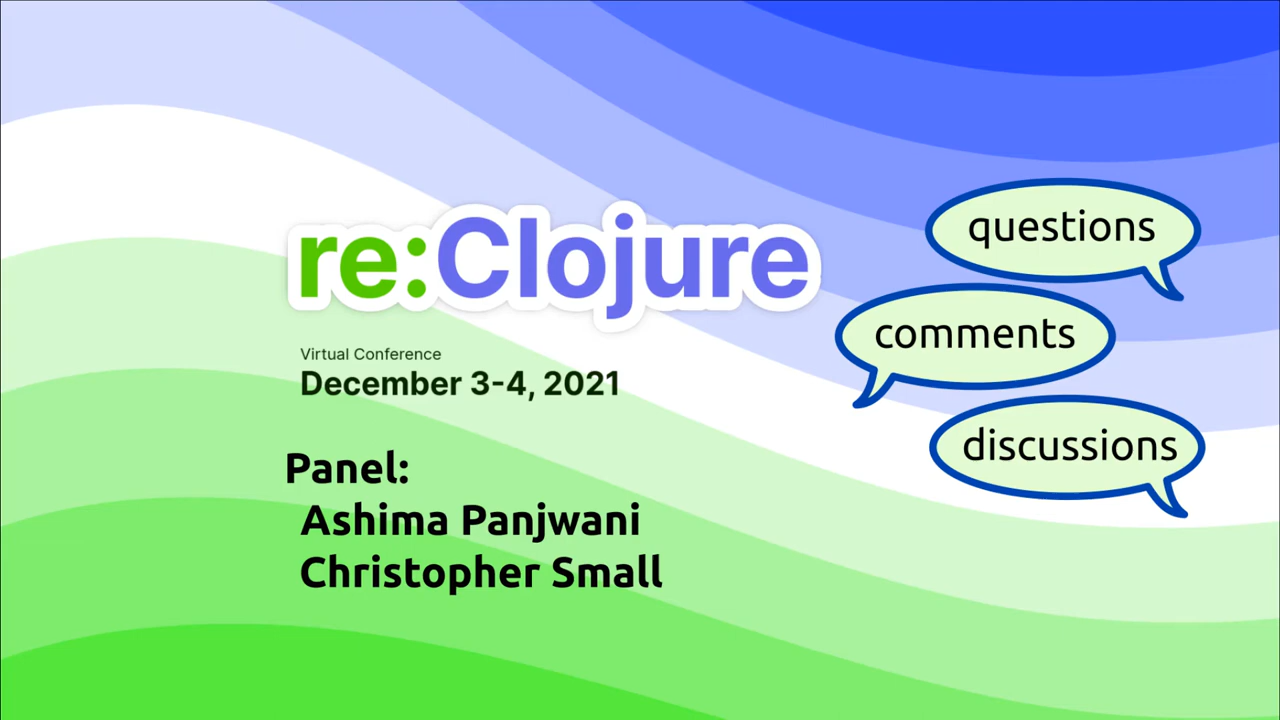 re:Clojure
Virtual Conference
December 3-4, 2021
Panel:
Ashima Panjwani
Christopher Small
questions
comments
discussions